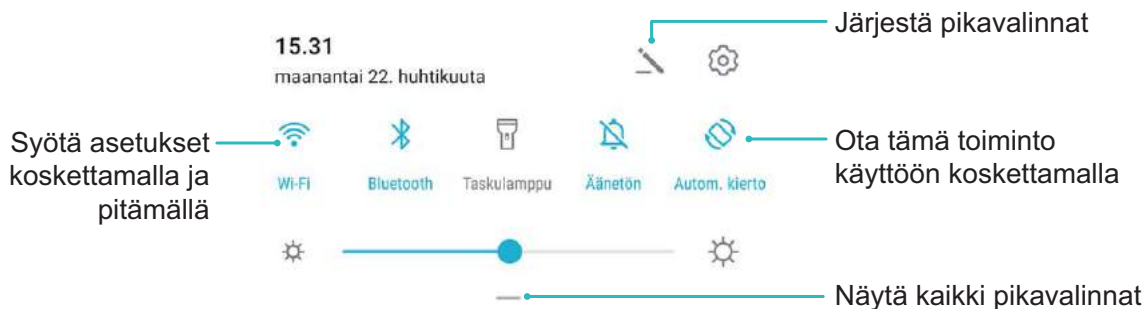 Järjestä pikavalinnat
15.31
maanantai 22. huhtikuuta
Syötä asetukset
koskettamalla ja
pitämällä
Wi-Fi
Bluetooth
Taskulamppu
Äänetön
Autom. kierto
Ota tämä toiminto
käyttöön koskettamalla
Näytä kaikki pikavalinnat